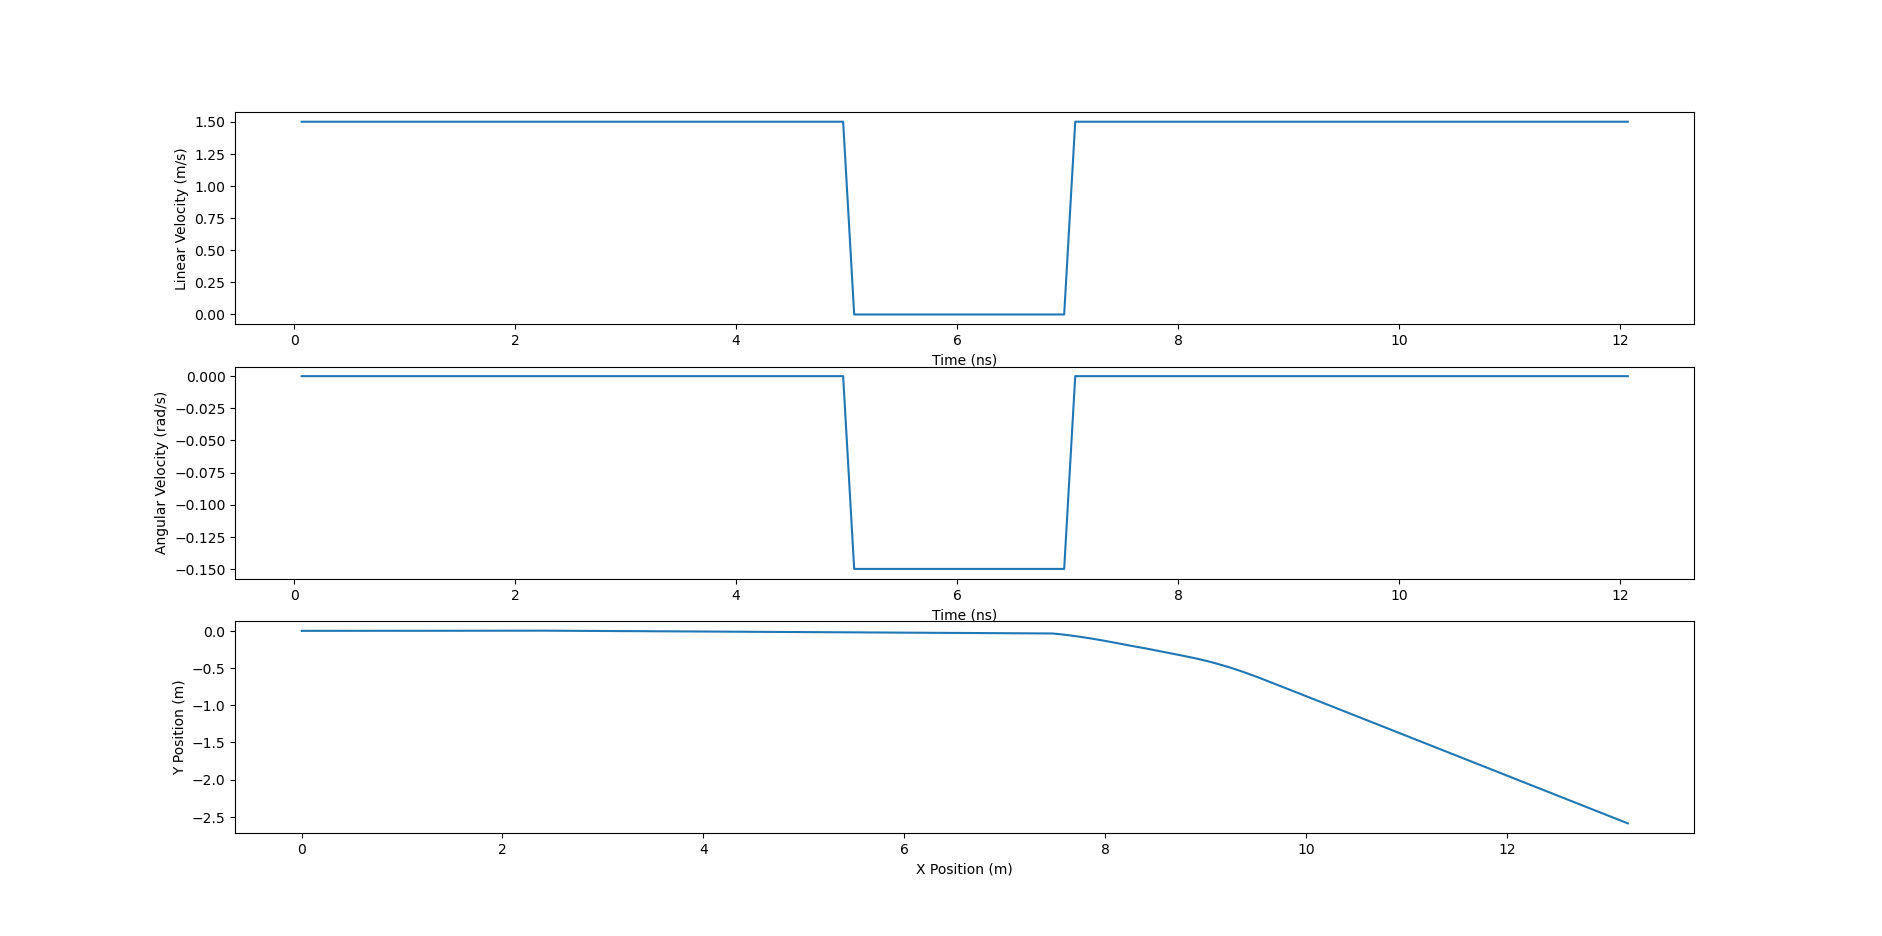 Linear Velocity (m/s)
1.50
1.25
1.00
0.75
0.50
0.25
0.00
0 2 4 6 8 10 12
Time (ns)
Angular Velocity (rad/s)
0.000
−0.025
−0.050
−0.075
−0.100
−0.125
−0.150
0 2 4 6 8 10 12
Time (ns)
Y Position (m)
0.0
−0.5
−1.0
−1.5
−2.0
−2.5
0 2 4 6 8 10 12
X Position (m)